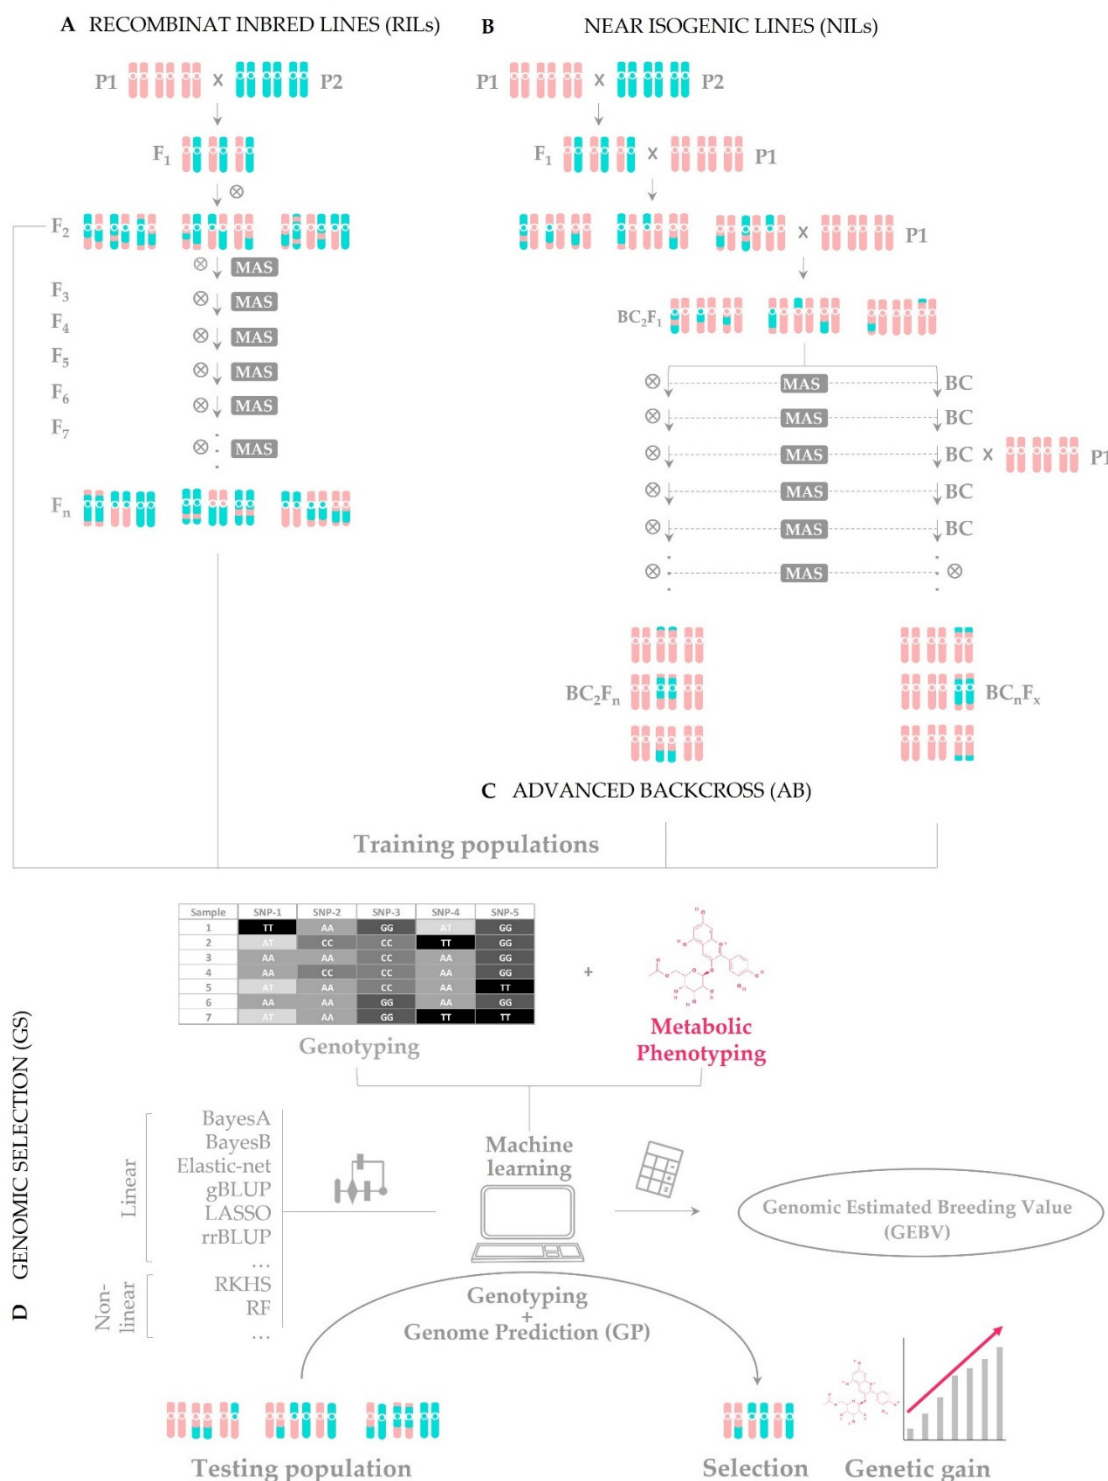 A RECOMBINAT INBRED LINES (RILs)
B NEAR ISOGENIC LINES (NILs)
P1 x P2
P1 x P2
F1
F1 x P1
F2
x P1
MAS
F3
MAS
F4
MAS
F5
MAS
F6
MAS
F7
MAS
Fn
BC2F1
MAS BC
MAS BC
MAS BC x P1
MAS BC
MAS BC
MAS
BC2Fn
BCnFx
C ADVANCED BACKCROSS (AB)
Training populations
Sample SNP-1 SNP-2 SNP-3 SNP-4 SNP-5
1 TT AA GG AT GG
2 AT CC CC TT GG
3 AA AA CC AA GG
4 AA CC CC AA GG
5 AT AA CC AA TT
6 AA AA GG AA GG
7 AT AA GG TT TT
+
Genotyping
Metabolic
Phenotyping
D GENOMIC SELECTION (GS)
Linear
BayesA
BayesB
Elastic-net
gBLUP
LASSO
rrBLUP
...
Non-
linear
RKHS
RF
...
Machine
learning
Genomic Estimated Breeding Value
(GEBV)
Genotyping
+
Genome Prediction (GP)
Testing population
Selection
Genetic gain